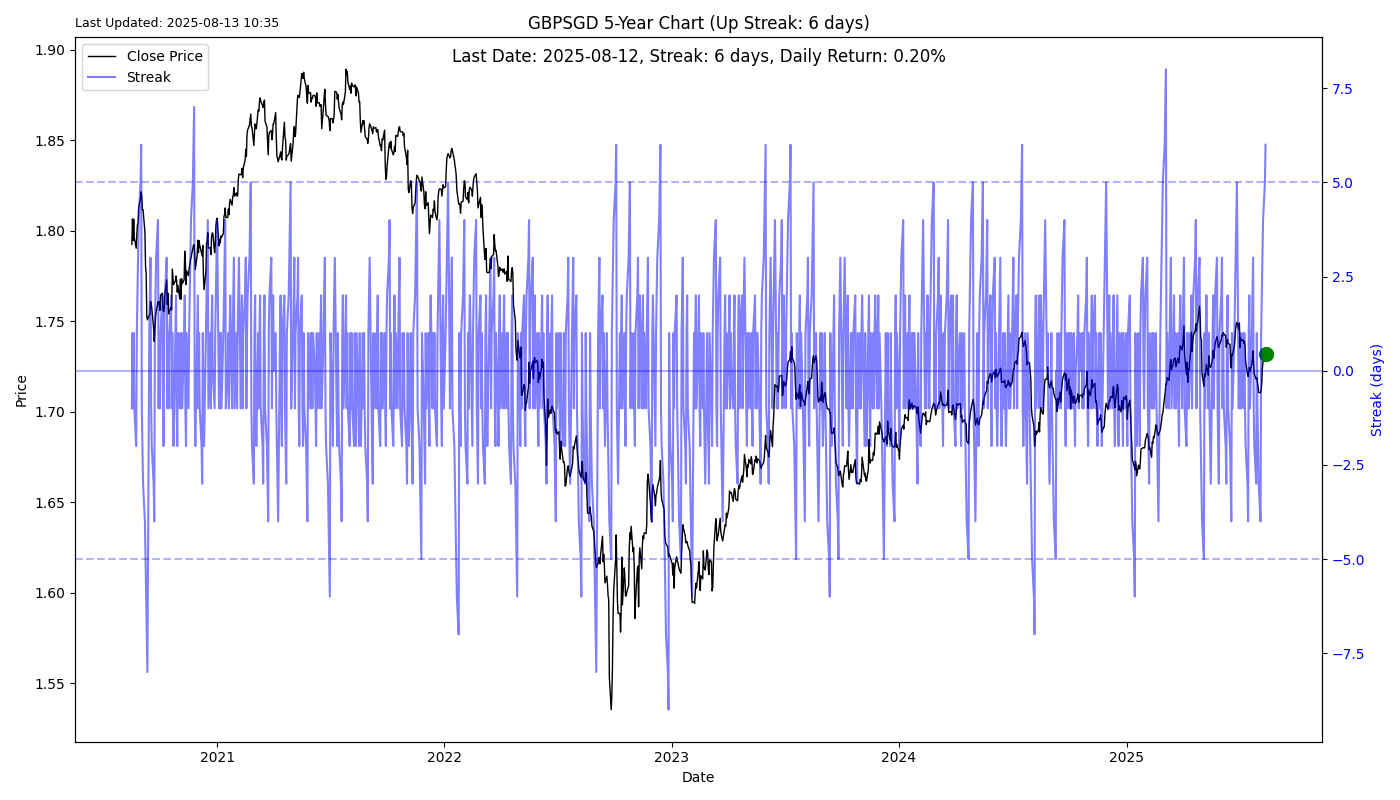 Last Updated: 2025-08-13 10:35
GBPSGD 5-Year Chart (Up Streak: 6 days)
Last Date: 2025-08-12, Streak: 6 days, Daily Return: 0.20%
Close Price
Streak
1.90
1.85
1.80
1.75
1.70
1.65
1.60
1.55
Price
7.5
5.0
2.5
0.0
−2.5
−5.0
−7.5
Streak (days)
2021
2022
2023
2024
2025
Date